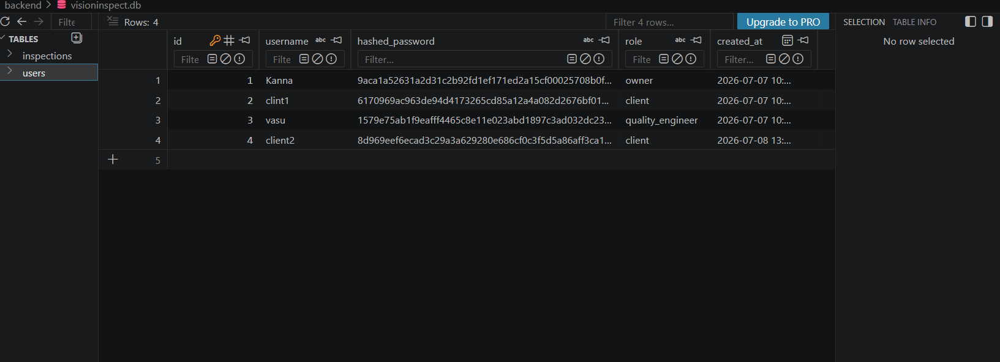 backend > visioninspect.db
Filte
Rows: 4
Filter 4 rows...
Upgrade to PRO
SELECTION TABLE INFO
TABLES
inspections
users
id username abc hashed_password abc role abc created_at
Filte Filte Filter... Filte Filter...
1 1 Kanna 9aca1a52631a2d31c2b92fd1ef171ed2a15cf00025708b0f... owner 2026-07-07 10:...
2 2 clint1 6170969ac963de94d4173265cd85a12a4a082d2676bf01... client 2026-07-07 10:...
3 3 vasu 1579e75ab1f9eafff4465c8e11e023abd1897c3ad032dc23... quality_engineer 2026-07-07 10:...
4 4 client2 8d969eef6ecad3c29a3a629280e686cf0c3f5d5a86aff3ca1... client 2026-07-08 13:...
5
No row selected